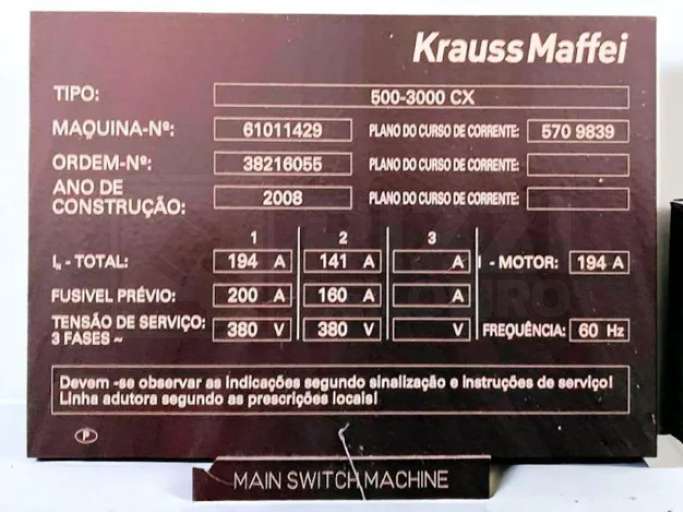 Krauss Maffei
TIPO: 500-3000 CX
MAQUINA-Nº: 61011429 PLANO DO CURSO DE CORRENTE: 570 9839
ORDEM-Nº: 38216055 PLANO DO CURSO DE CORRENTE:
ANO DE
CONSTRUÇÃO: 2008 PLANO DO CURSO DE CORRENTE:
1 2 3
I_N - TOTAL: 194 A 141 A A I - MOTOR: 194 A
FUSIVEL PRÉVIO: 200 A 160 A A
TENSÃO DE SERVIÇO: 380 V 380 V V FREQUÊNCIA: 60 Hz
3 FASES ~
Devem -se observar as indicações segundo sinalização e instruções de serviço!
Linha adutora segundo as prescrições locais!
P
MAIN SWITCH MACHINE